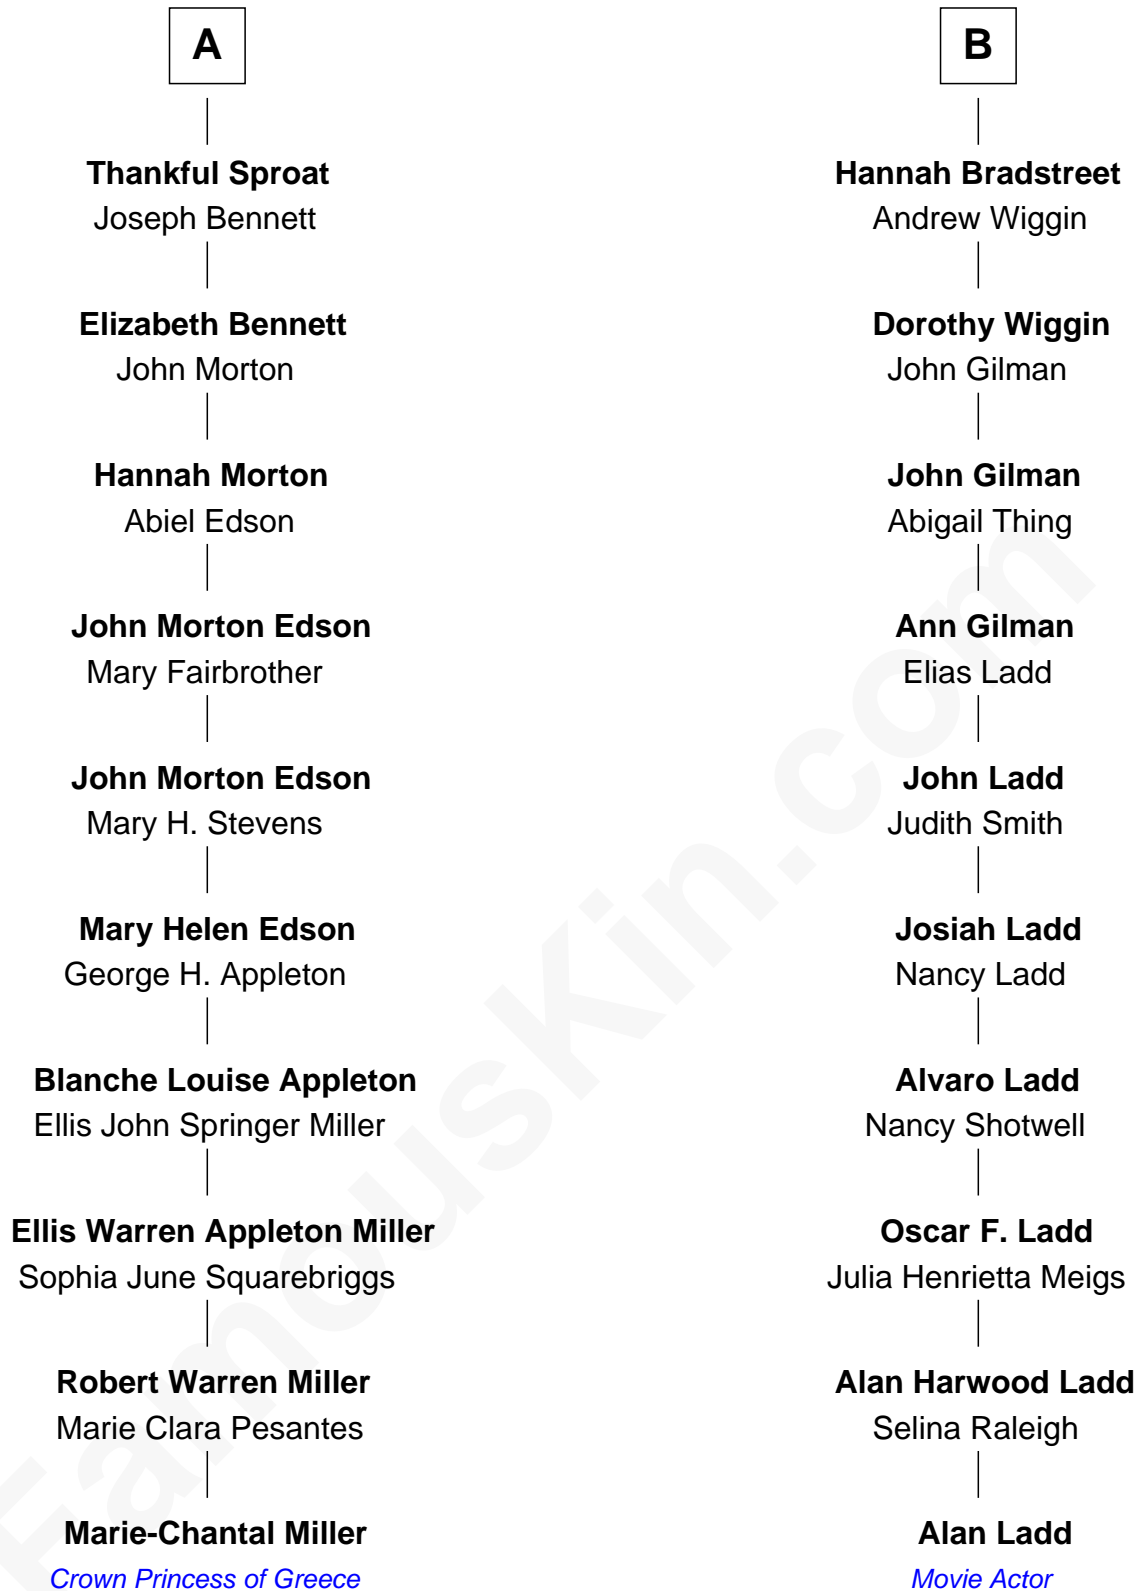 A
Thankful Sproat
Joseph Bennett
Elizabeth Bennett
John Morton
Hannah Morton
Abiel Edson
John Morton Edson
Mary Fairbrother
John Morton Edson
Mary H. Stevens
Mary Helen Edson
George H. Appleton
Blanche Louise Appleton
Ellis John Springer Miller
Ellis Warren Appleton Miller
Sophia June Squarebriggs
Robert Warren Miller
Marie Clara Pesantes
Marie-Chantal Miller
Crown Princess of Greece
B
Hannah Bradstreet
Andrew Wiggin
Dorothy Wiggin
John Gilman
John Gilman
Abigail Thing
Ann Gilman
Elias Ladd
John Ladd
Judith Smith
Josiah Ladd
Nancy Ladd
Alvaro Ladd
Nancy Shotwell
Oscar F. Ladd
Julia Henrietta Meigs
Alan Harwood Ladd
Selina Raleigh
Alan Ladd
Movie Actor
FamousKin.com